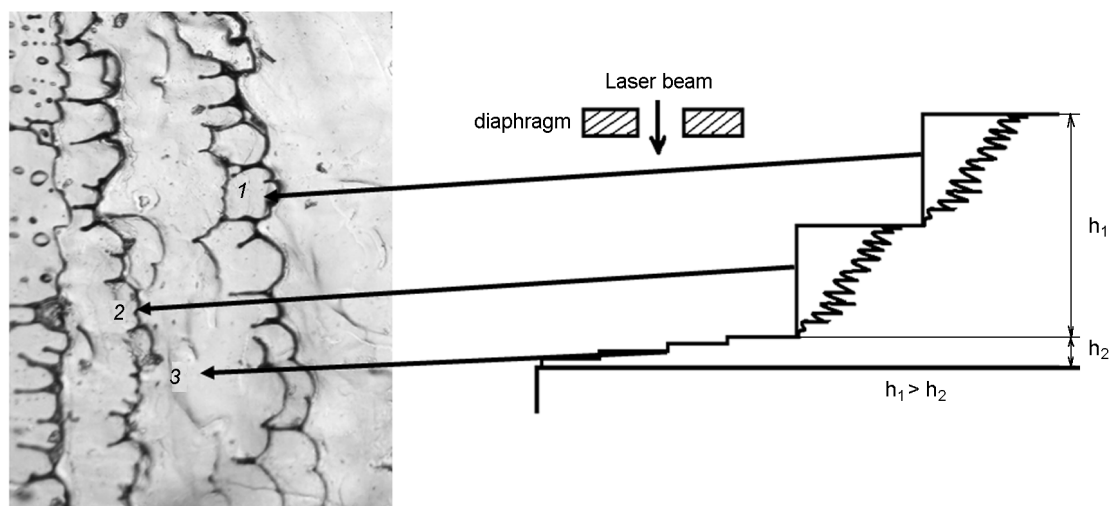 Laser beam
diaphragm
1
h₁
2
h₂
3
h₁ > h₂